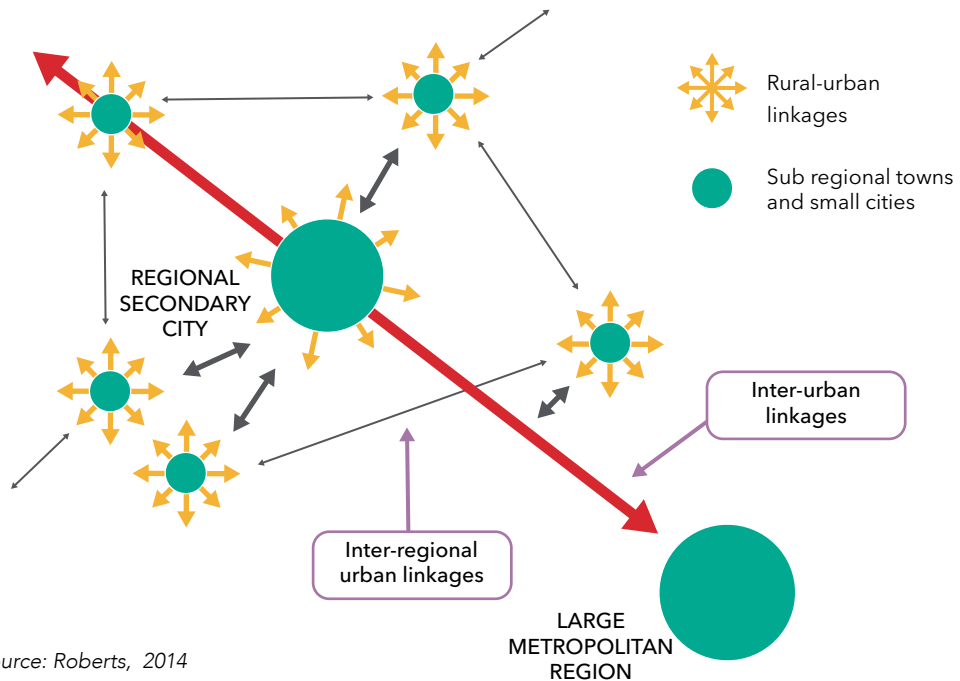 Rural-urban
linkages
Sub regional towns
and small cities
REGIONAL
SECONDARY
CITY
Inter-urban
linkages
Inter-regional
urban linkages
LARGE
METROPOLITAN
REGION
ource: Roberts, 2014